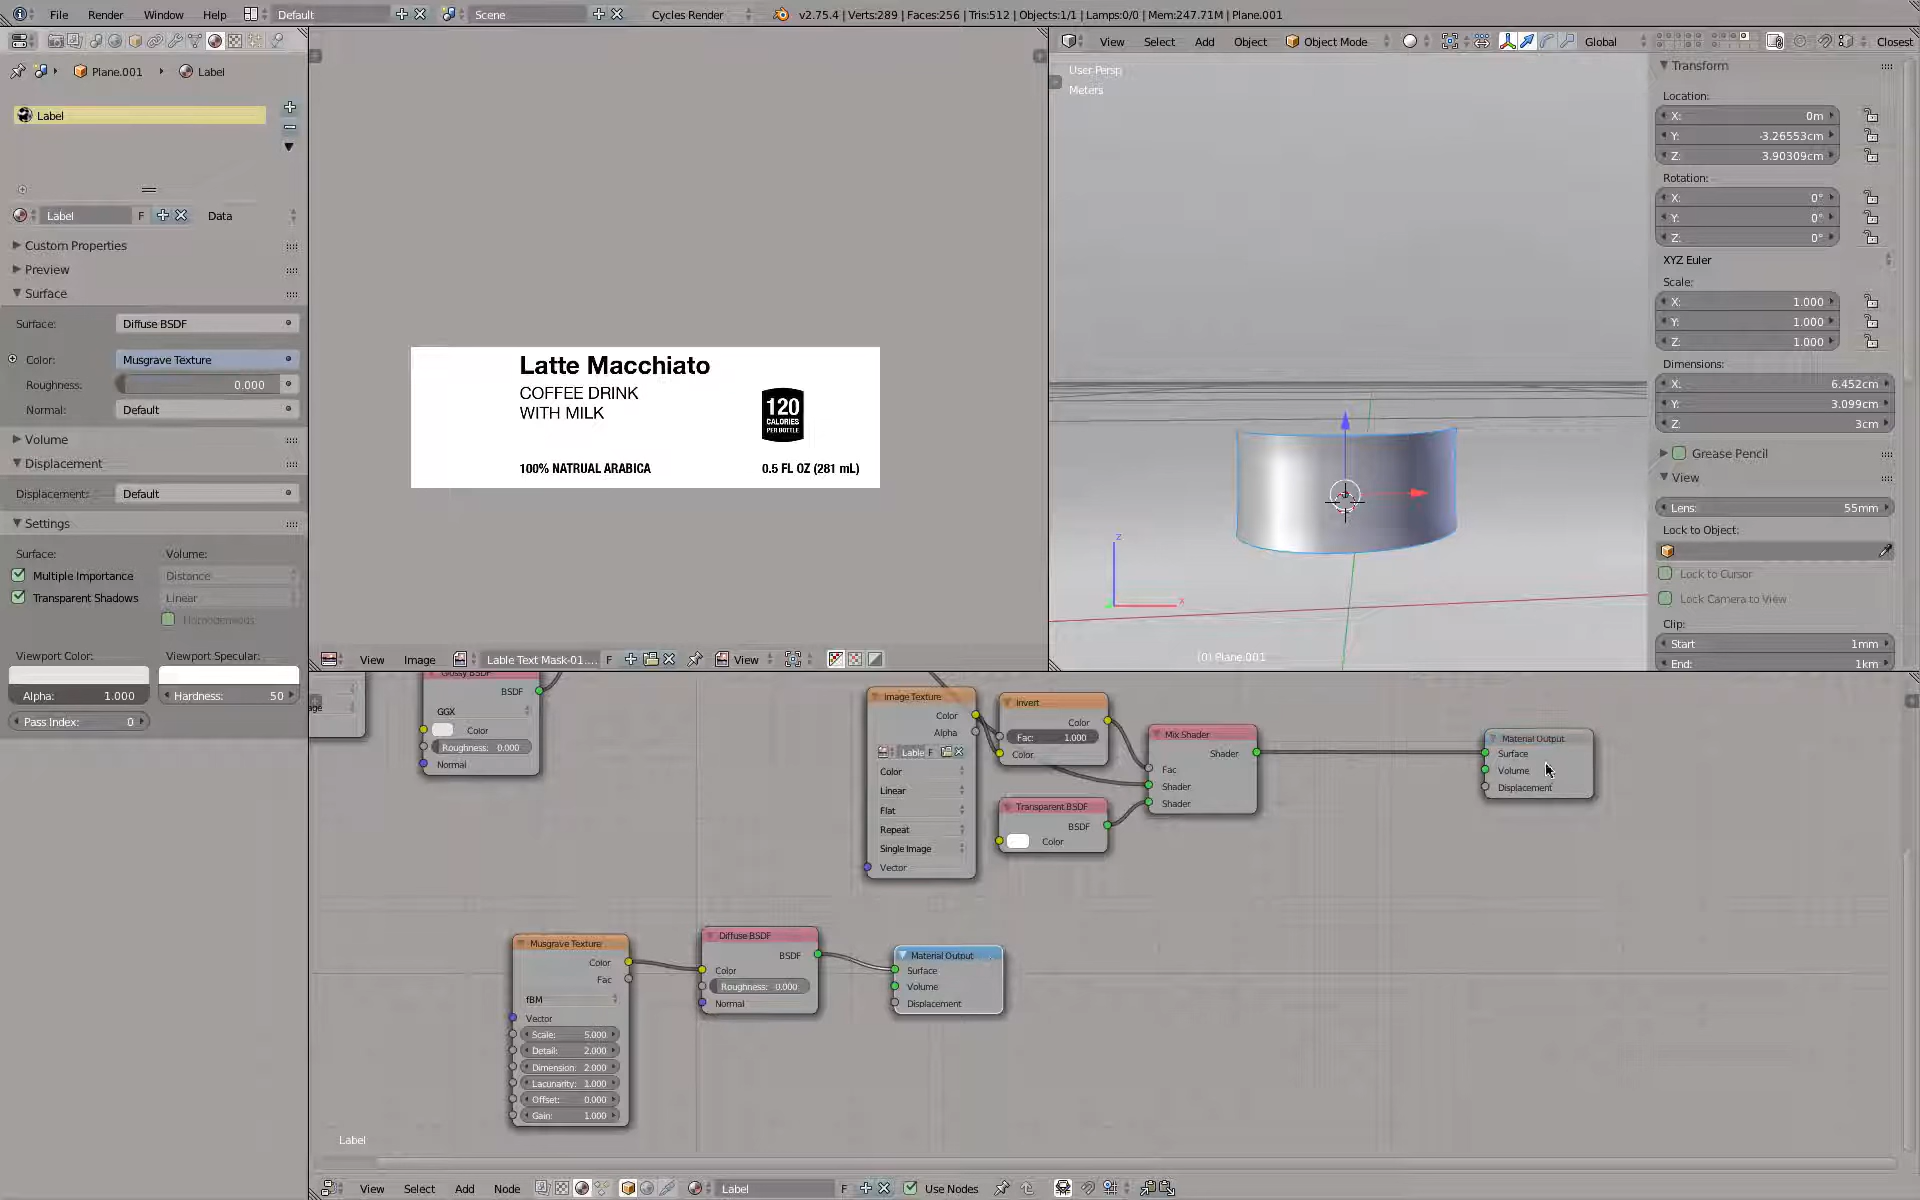 File Render Window Help Default Scene Cycles Render v2.75.4 | Verts:289 | Faces:256 | Tris:512 | Objects:1/1 | Lamps:0/0 | Mem:247.71M | Plane.001
View Select Add Object Object Mode Global Closest
Plane.001 Label
Label
Label F Data
Custom Properties
Preview
Surface
Surface: Diffuse BSDF
Color: Musgrave Texture
Roughness: 0.000
Normal: Default
Volume
Displacement
Displacement: Default
Settings
Surface: Volume:
Multiple Importance Distance
Transparent Shadows Linear
Homogeneous
Viewport Color: Viewport Specular:
Alpha: 1.000 Hardness: 50
Pass Index: 0
Latte Macchiato
COFFEE DRINK
WITH MILK
120
CALORIES
PER BOTTLE
100% NATRUAL ARABICA 0.5 FL OZ (281 mL)
View Image Lable Text Mask-01.... F View
User Persp
Meters
z
x
(0) Plane.001
Transform
Location:
X: 0m
Y: -3.26553cm
Z: 3.90309cm
Rotation:
X: 0°
Y: 0°
Z: 0°
XYZ Euler
Scale:
X: 1.000
Y: 1.000
Z: 1.000
Dimensions:
X: 6.452cm
Y: 3.099cm
Z: 3cm
Grease Pencil
View
Lens: 55mm
Lock to Object:
Lock to Cursor
Lock Camera to View
Clip:
Start 1mm
End: 1km
Glossy BSDF
BSDF
GGX
Color
Roughness: 0.000
Normal
Image Texture
Color
Alpha
Lable F
Color
Linear
Flat
Repeat
Single Image
Vector
Invert
Color
Fac: 1.000
Color
Transparent BSDF
BSDF
Color
Mix Shader
Shader
Fac
Shader
Shader
Material Output
Surface
Volume
Displacement
Musgrave Texture
Color
Fac
fBM
Vector
Scale: 5.000
Detail: 2.000
Dimension: 2.000
Lacunarity: 1.000
Offset: 0.000
Gain: 1.000
Diffuse BSDF
BSDF
Color
Roughness: 0.000
Normal
Material Output
Surface
Volume
Displacement
Label
View Select Add Node Label F Use Nodes